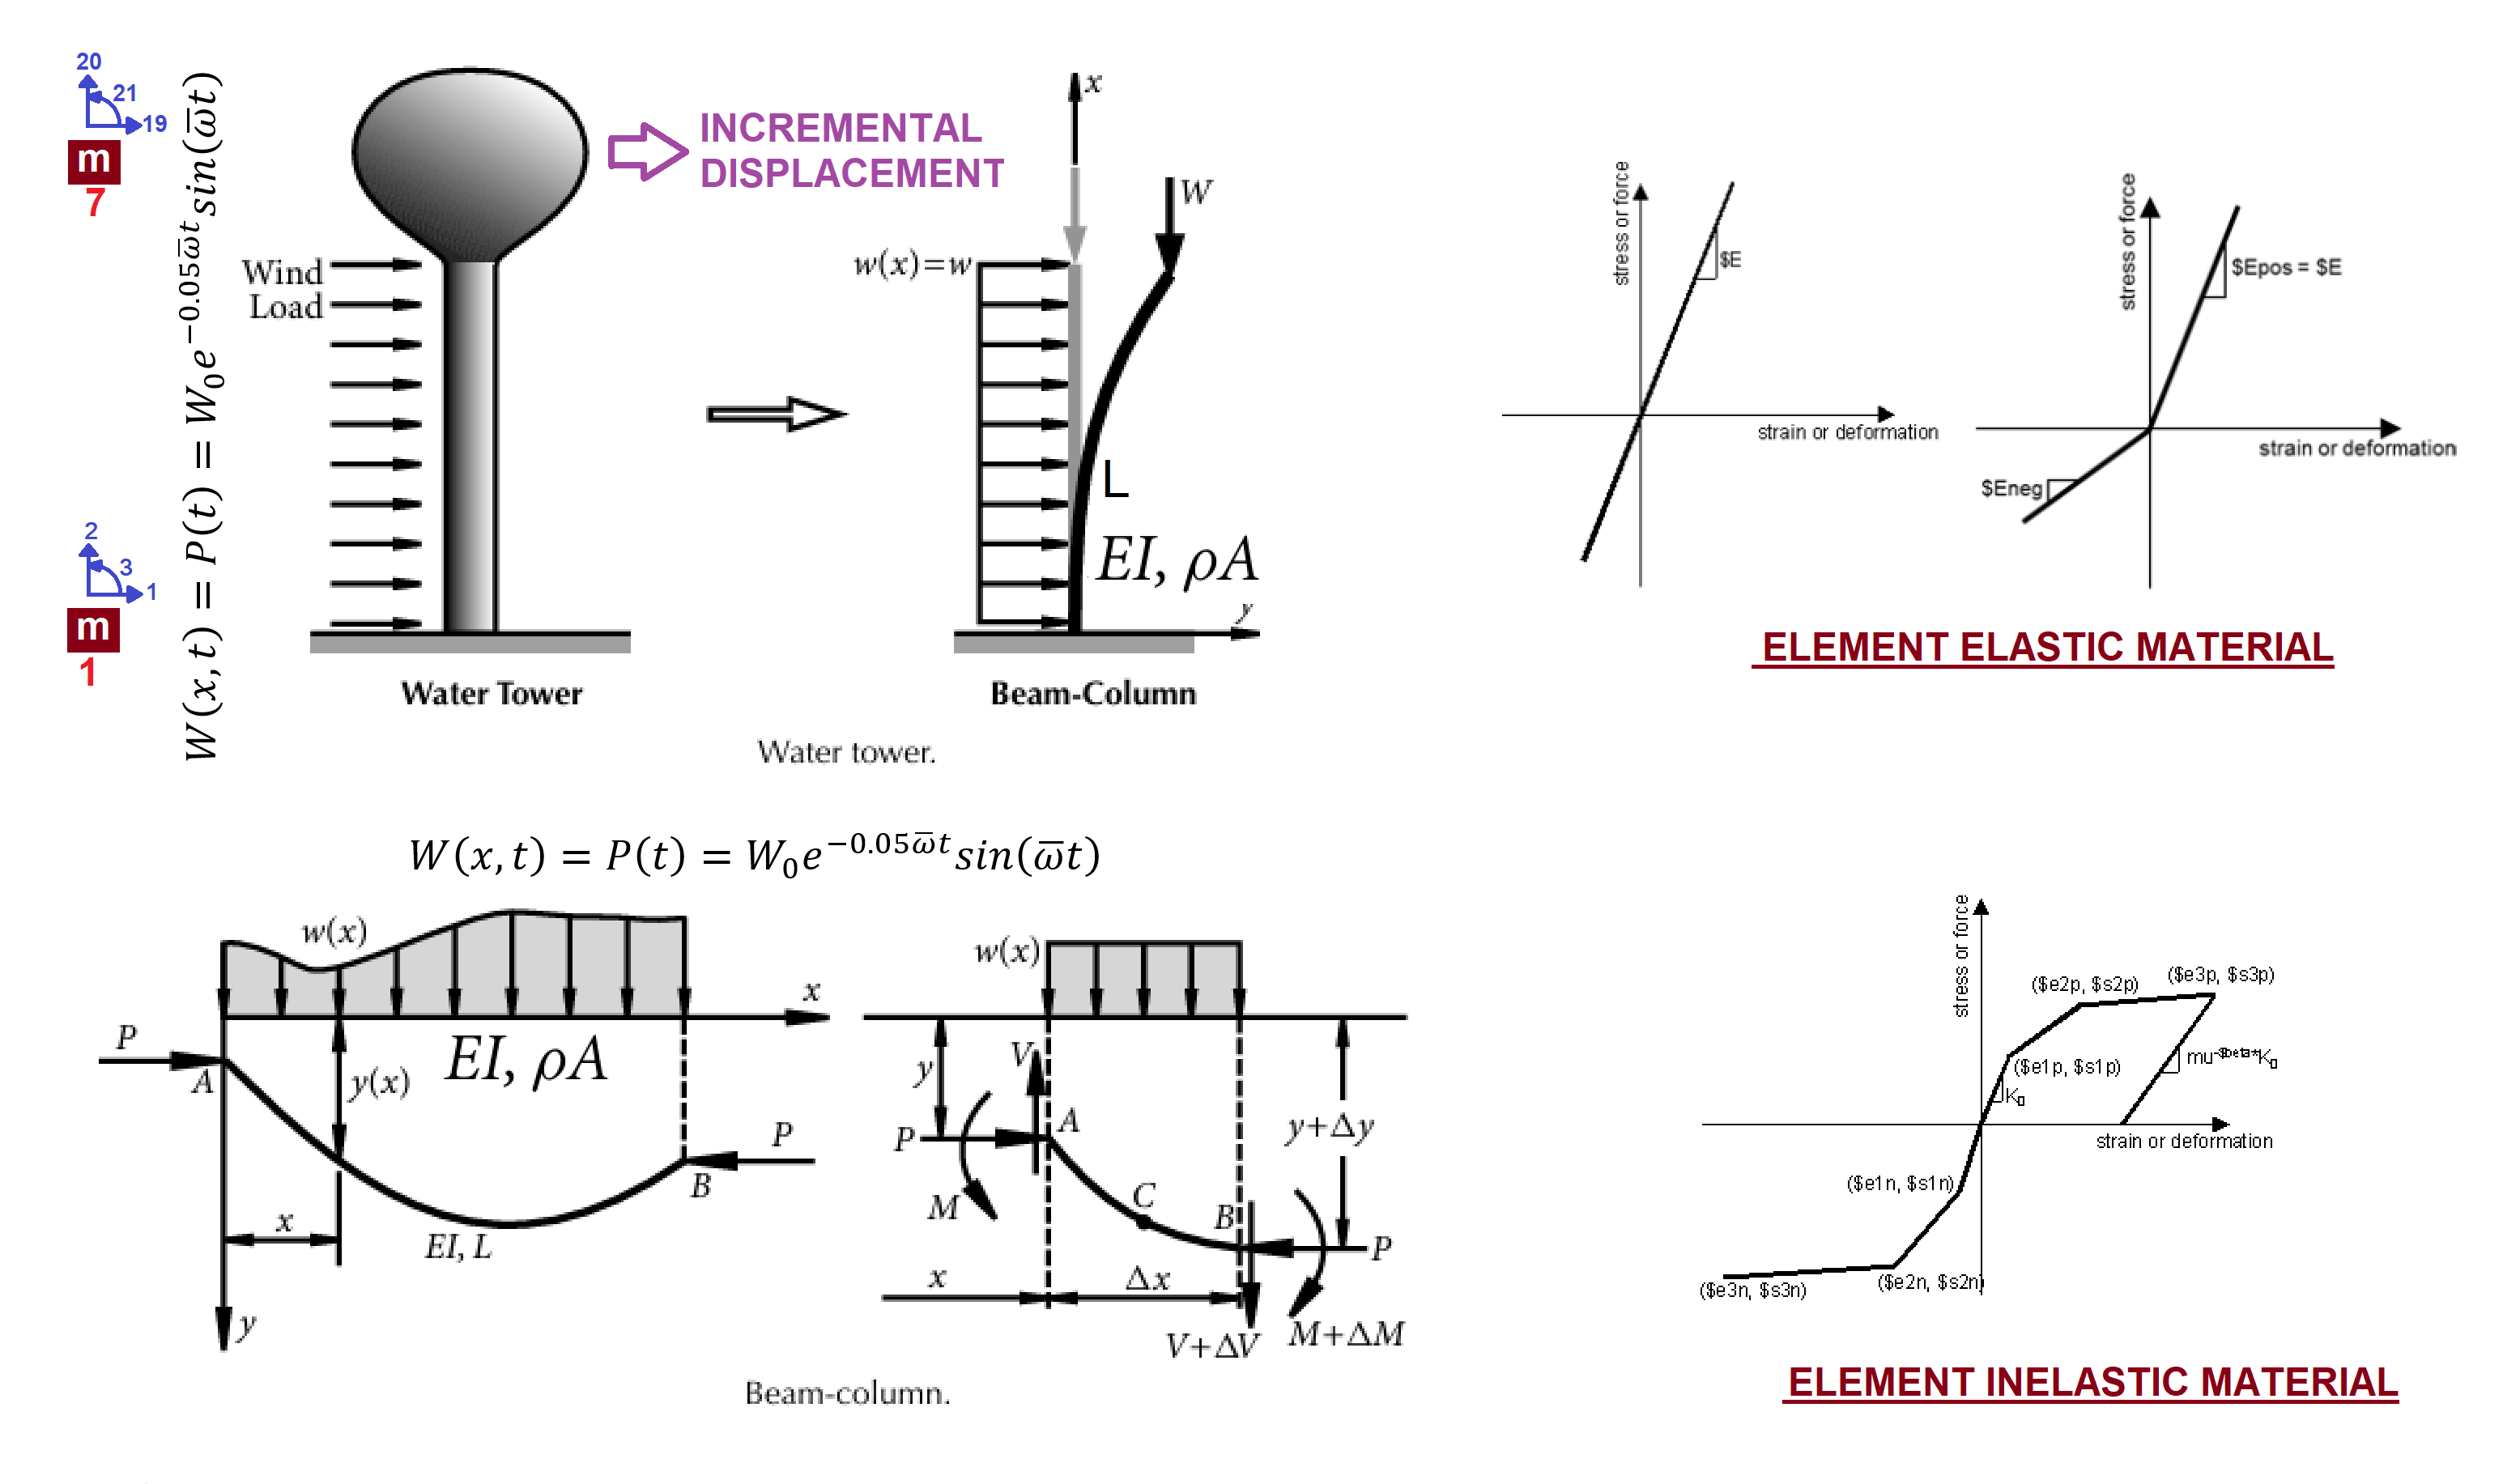 20
21
19
m
7
2
3
1
m
1
W(x,t) = P(t) = W₀e^{-0.05ω̅t}sin(ω̅t)
Wind
Load
Water Tower
INCREMENTAL
DISPLACEMENT
x
W
w(x)=w
L
EI, ρA
y
Beam-Column
Water tower.
stress or force
$E
strain or deformation
stress or force
$Epos = $E
strain or deformation
$Eneg
ELEMENT ELASTIC MATERIAL
W(x,t) = P(t) = W₀e^{-0.05ω̅t}sin(ω̅t)
w(x)
x
P
A
EI, ρA
y(x)
P
B
x
EI, L
y
w(x)
y
V
P
A
M
C
B
y+Δy
P
x
Δx
V+ΔV
M+ΔM
Beam-column.
stress or force
($e2p, $s2p)
($e3p, $s3p)
($e1p, $s1p)
mu^{-$beta*}K₀
K₀
strain or deformation
($e1n, $s1n)
($e2n, $s2n)
($e3n, $s3n)
ELEMENT INELASTIC MATERIAL